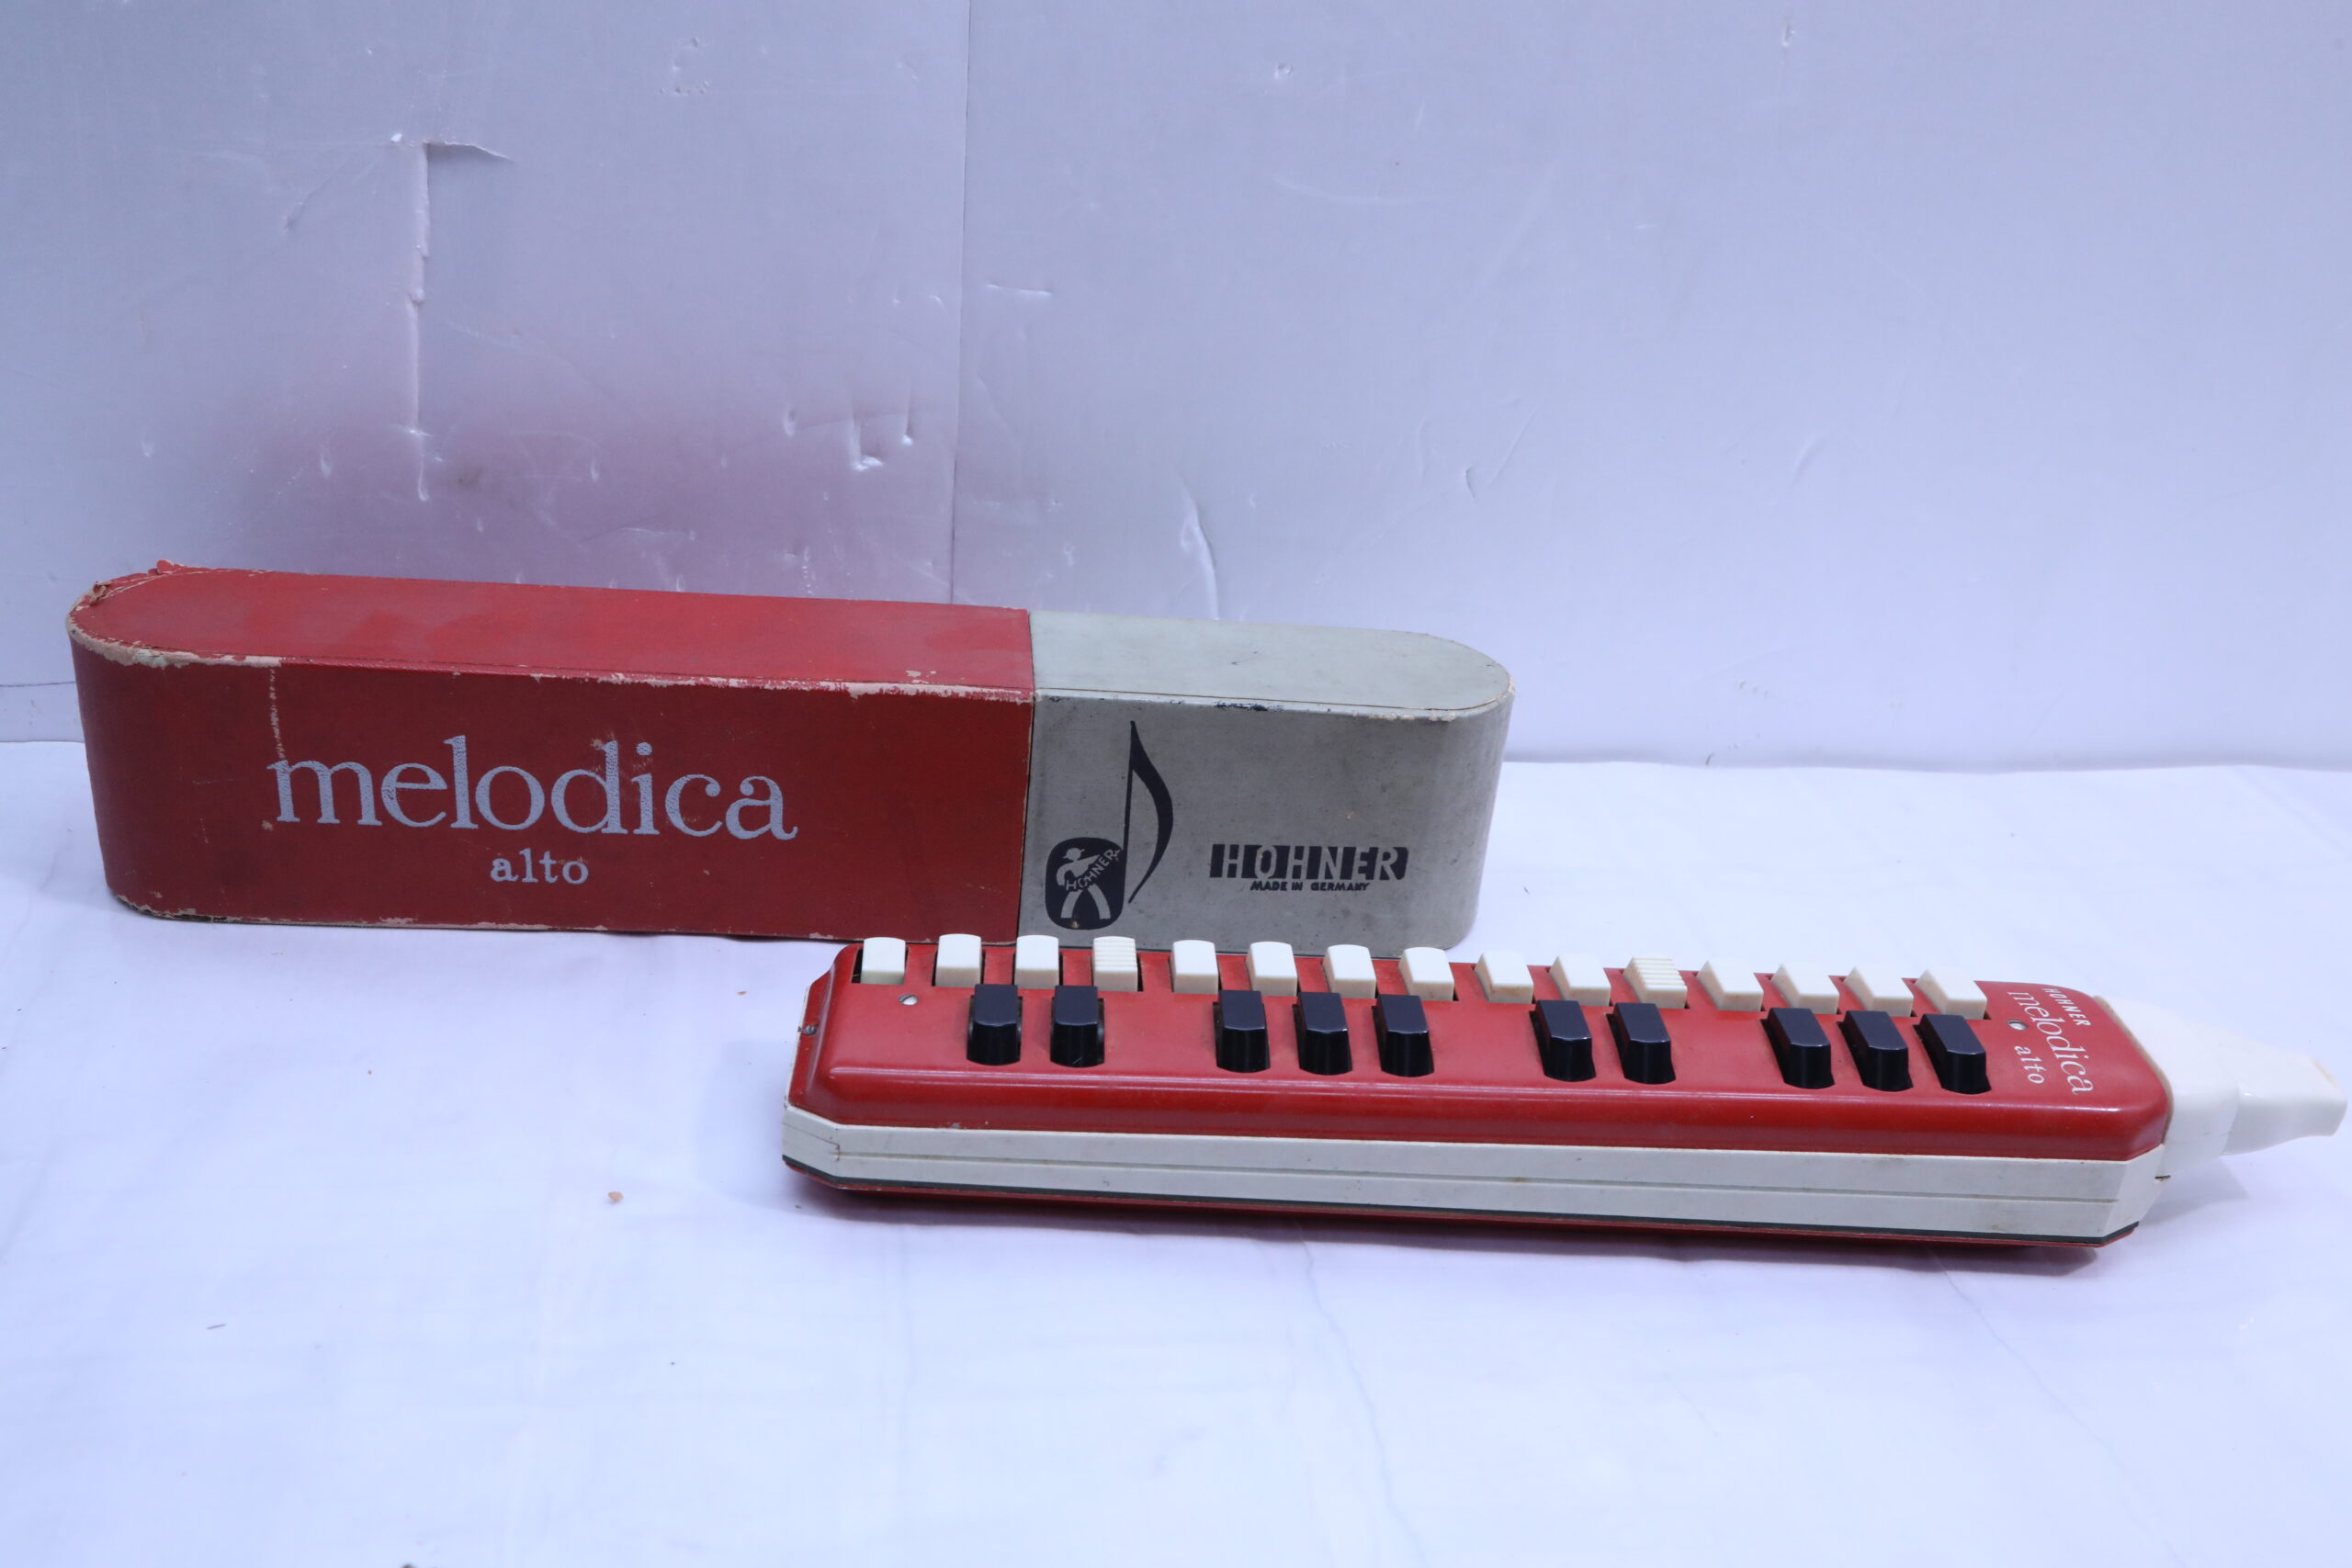 melodica
alto
HOHNER
HOHNER
MADE IN GERMANY
HOHNER
melodica
alto